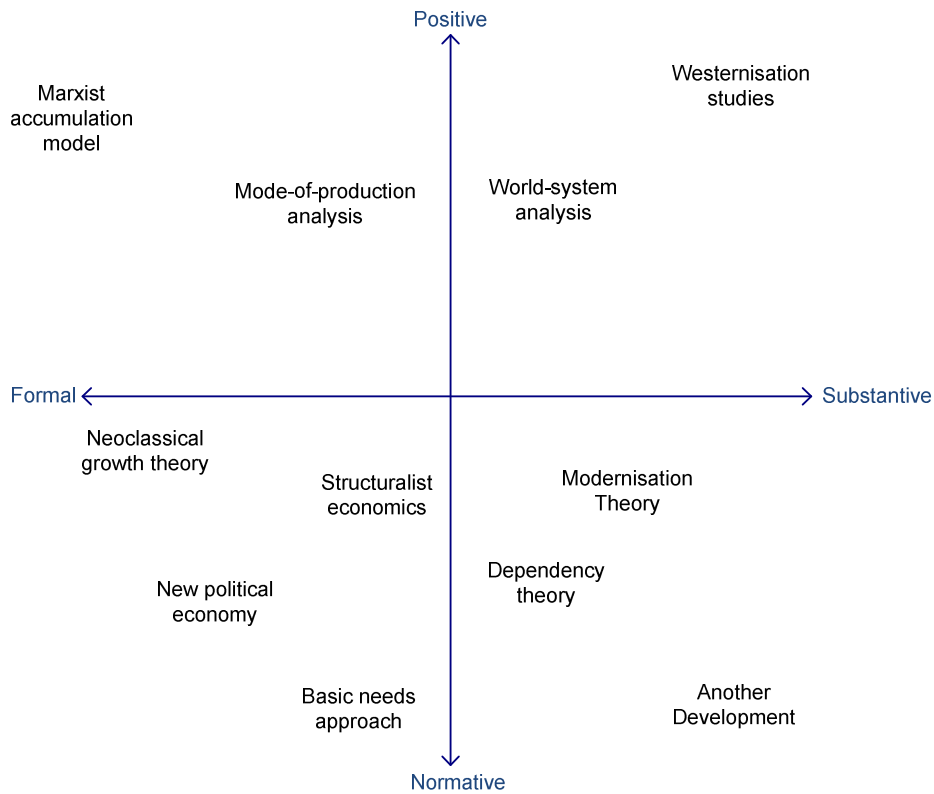 Positive
Westernisation
studies
Marxist
accumulation
model
Mode-of-production
analysis
World-system
analysis
Formal
Substantive
Neoclassical
growth theory
Structuralist
economics
Modernisation
Theory
New political
economy
Dependency
theory
Basic needs
approach
Another
Development
Normative